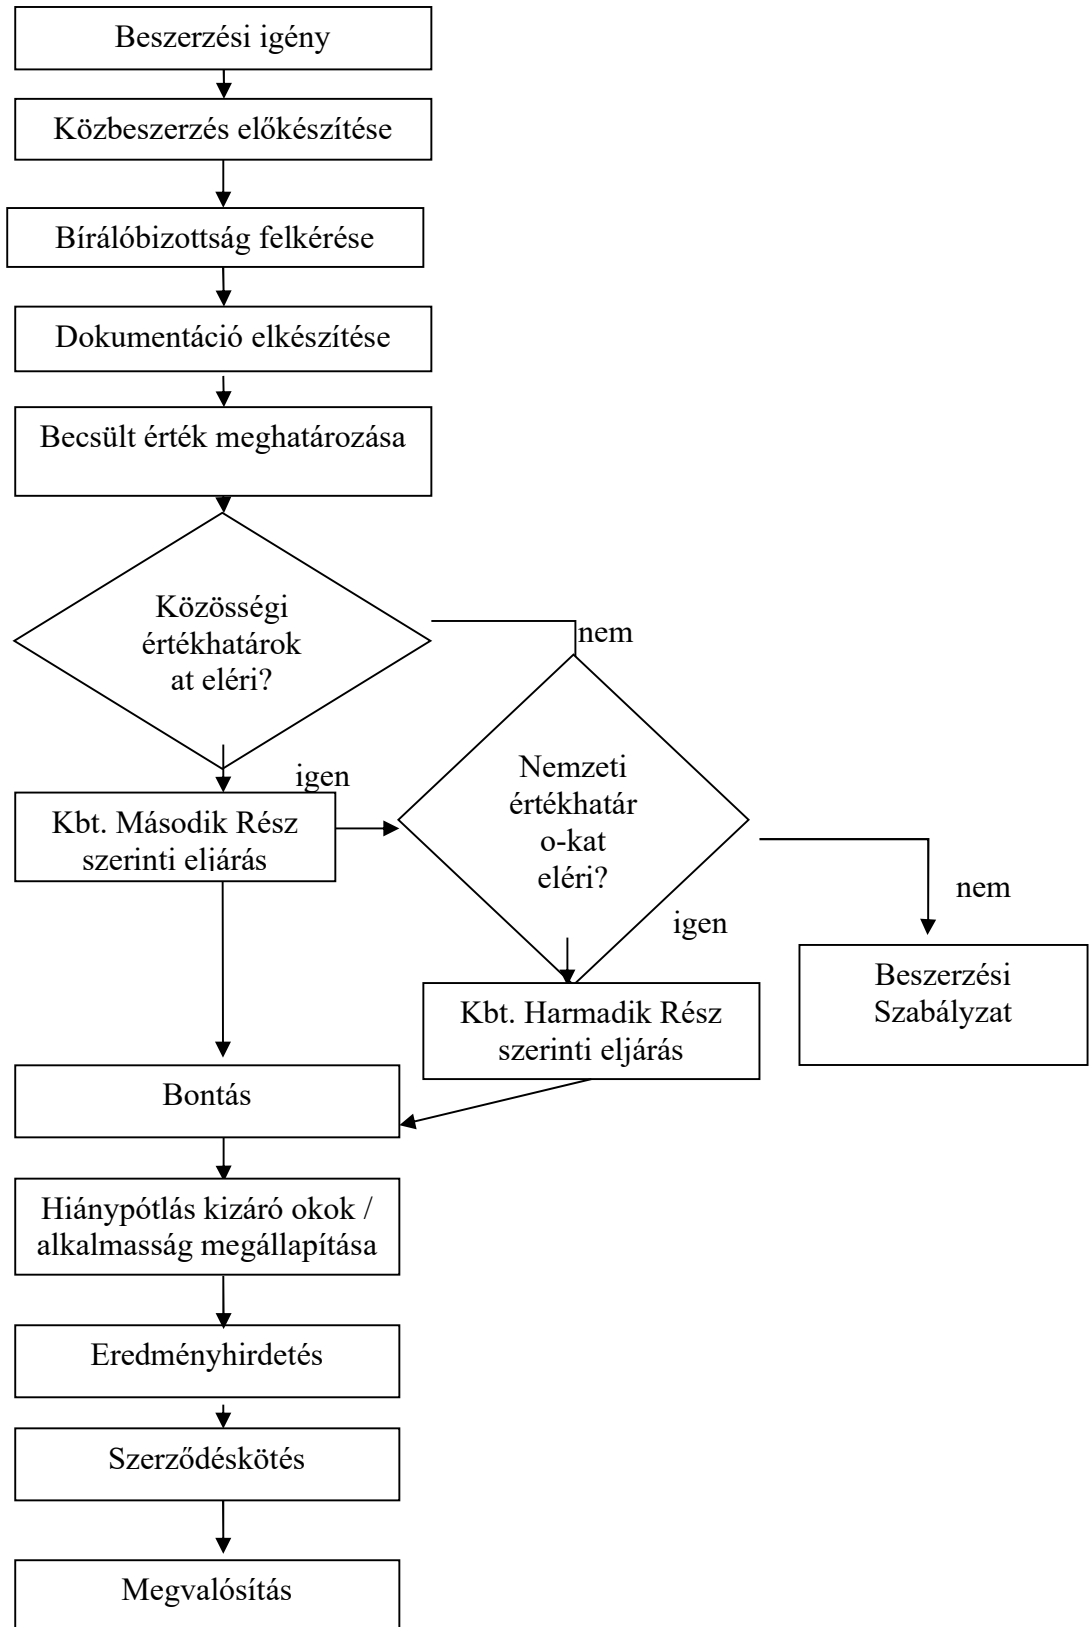 Beszerzési igény
Közbeszerzés előkészítése
Bírálóbizottság felkérése
Dokumentáció elkészítése
Becsült érték meghatározása
Közösségi
értékhatárok
at eléri?
nem
igen
Kbt. Második Rész
szerinti eljárás
Nemzeti
értékhatár
o-kat
eléri?
igen
nem
Kbt. Harmadik Rész
szerinti eljárás
Beszerzési
Szabályzat
Bontás
Hiánypótlás kizáró okok /
alkalmasság megállapítása
Eredményhirdetés
Szerződéskötés
Megvalósítás